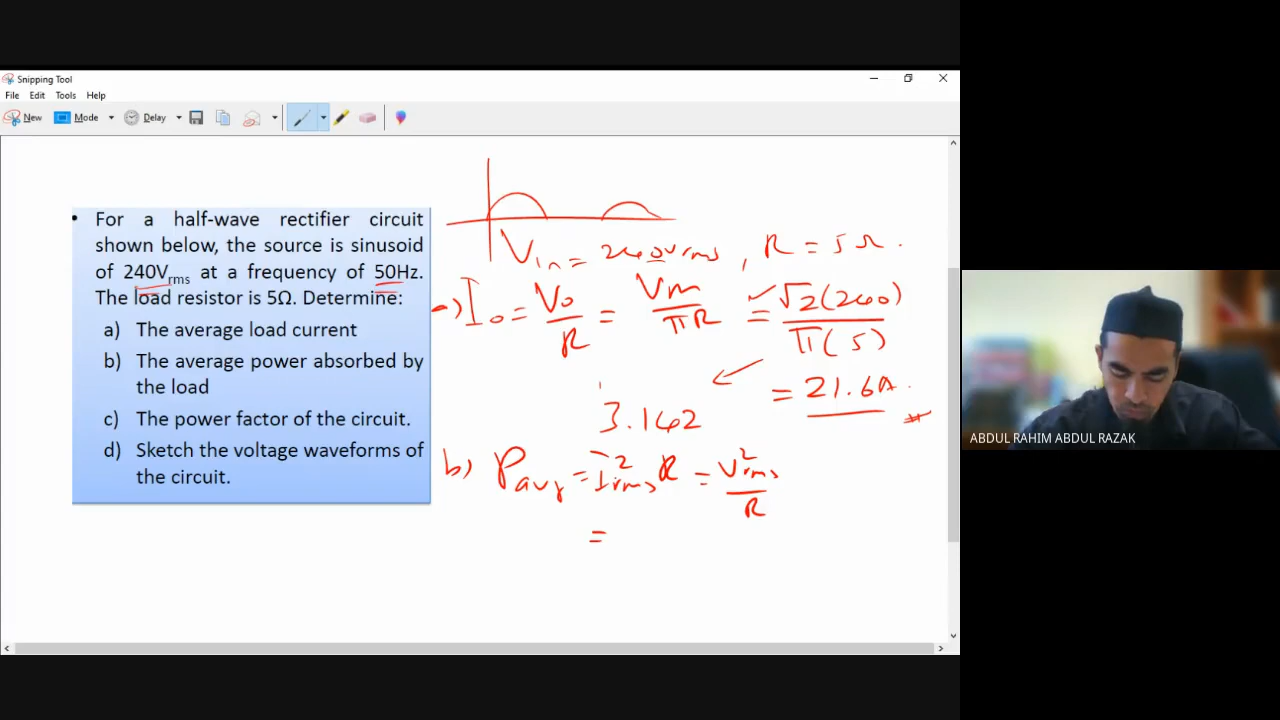 Snipping Tool
File Edit Tools Help
New Mode Delay
• For a half-wave rectifier circuit
shown below, the source is sinusoid
of 240Vrms at a frequency of 50Hz.
The load resistor is 5Ω. Determine:
a) The average load current
b) The average power absorbed by
the load
c) The power factor of the circuit.
d) Sketch the voltage waveforms of
the circuit.
Vin = 240Vrms , R = 5Ω.
a) Io = Vo/R = Vm/πR = √2(240)/π(5)
= 21.6A.
3.142
b) Pavg = I²rms R = V²rms/R
=
ABDUL RAHIM ABDUL RAZAK